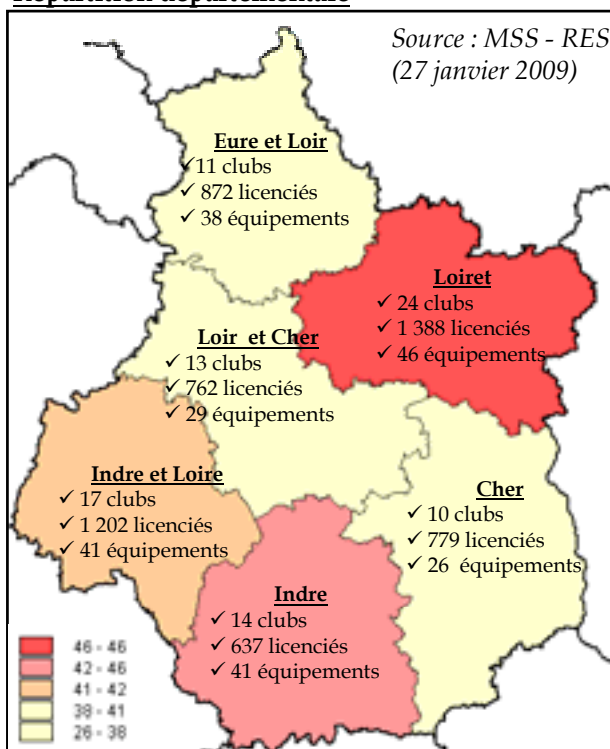 Répartition départementale
Source : MSS - RES
(27 janvier 2009)
Eure et Loir
✓ 11 clubs
✓ 872 licenciés
✓ 38 équipements
Loiret
✓ 24 clubs
✓ 1 388 licenciés
✓ 46 équipements
Loir et Cher
✓ 13 clubs
✓ 762 licenciés
✓ 29 équipements
Indre et Loire
✓ 17 clubs
✓ 1 202 licenciés
✓ 41 équipements
Cher
✓ 10 clubs
✓ 779 licenciés
✓ 26 équipements
Indre
✓ 14 clubs
✓ 637 licenciés
✓ 41 équipements
46 - 46
42 - 46
41 - 42
38 - 41
26 - 38